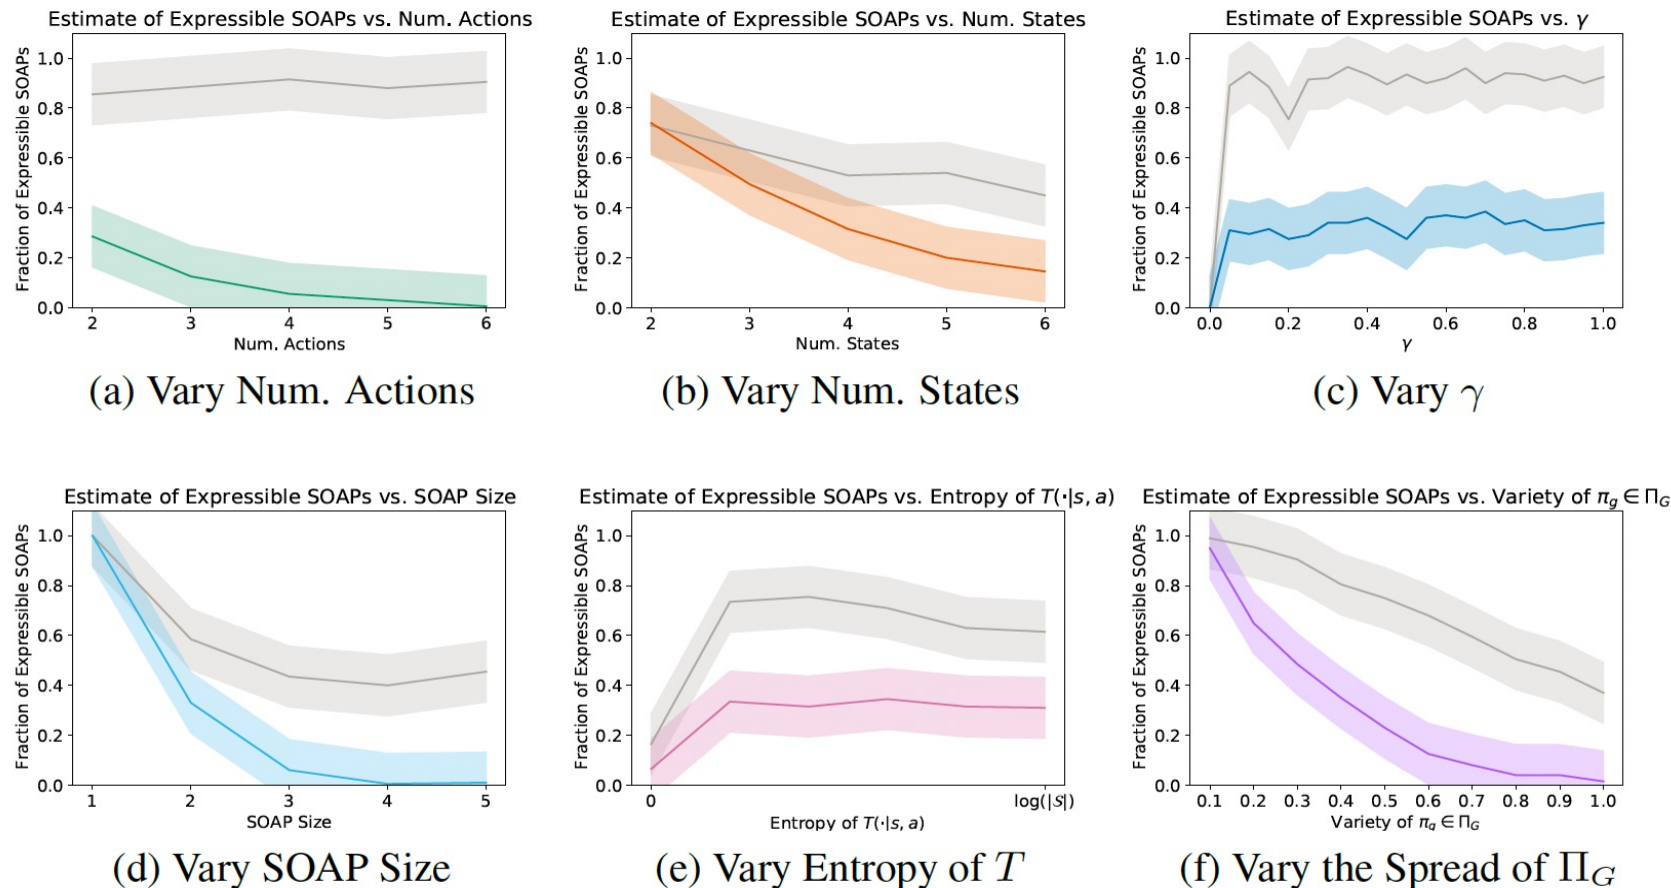 Estimate of Expressible SOAPs vs. Num. Actions
Fraction of Expressible SOAPs
1.0
0.8
0.6
0.4
0.2
0.0
2 3 4 5 6
Num. Actions
(a) Vary Num. Actions
Estimate of Expressible SOAPs vs. Num. States
Fraction of Expressible SOAPs
1.0
0.8
0.6
0.4
0.2
0.0
2 3 4 5 6
Num. States
(b) Vary Num. States
Estimate of Expressible SOAPs vs. γ
Fraction of Expressible SOAPs
1.0
0.8
0.6
0.4
0.2
0.0
0.0 0.2 0.4 0.6 0.8 1.0
γ
(c) Vary γ
Estimate of Expressible SOAPs vs. SOAP Size
Fraction of Expressible SOAPs
1.0
0.8
0.6
0.4
0.2
0.0
1 2 3 4 5
SOAP Size
(d) Vary SOAP Size
Estimate of Expressible SOAPs vs. Entropy of T(·|s, a)
Fraction of Expressible SOAPs
1.0
0.8
0.6
0.4
0.2
0.0
0 log(|S|)
Entropy of T(·|s, a)
(e) Vary Entropy of T
Estimate of Expressible SOAPs vs. Variety of π_g ∈ Π_G
Fraction of Expressible SOAPs
1.0
0.8
0.6
0.4
0.2
0.0
0.1 0.2 0.3 0.4 0.5 0.6 0.7 0.8 0.9 1.0
Variety of π_g ∈ Π_G
(f) Vary the Spread of Π_G